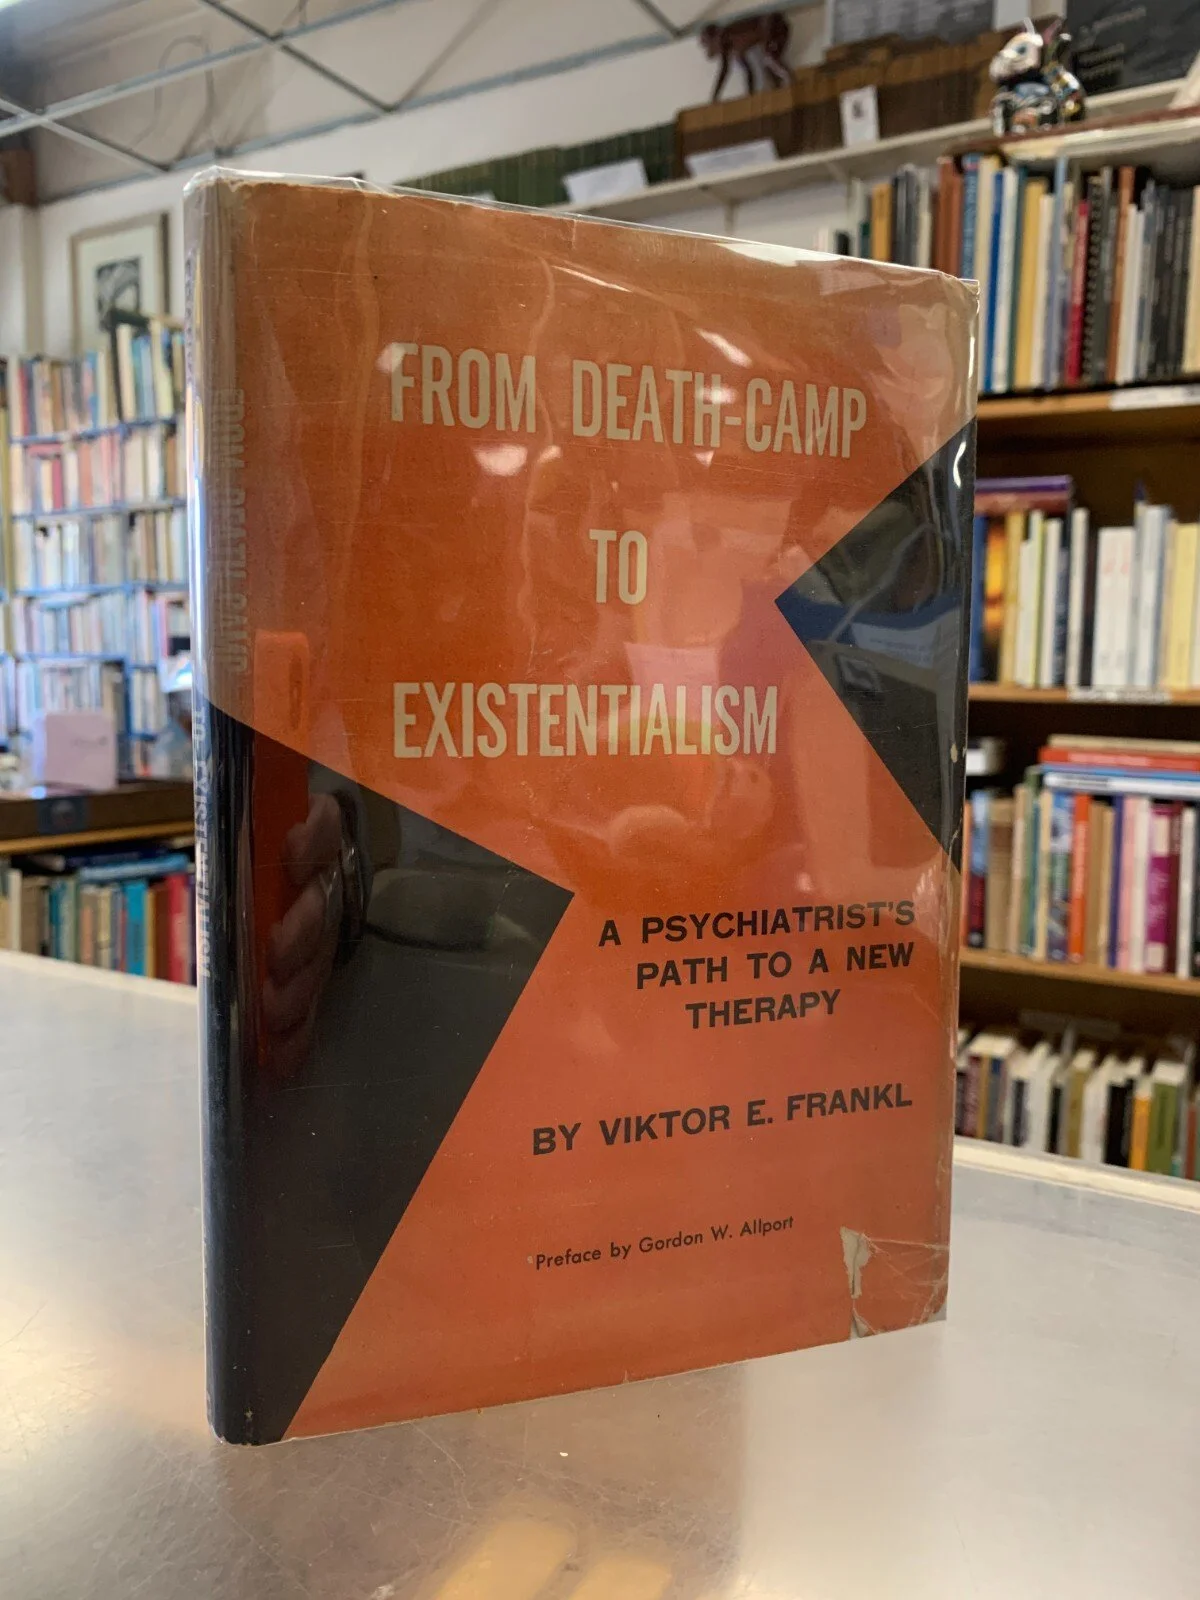 FROM DEATH-CAMP
TO
EXISTENTIALISM
A PSYCHIATRIST'S
PATH TO A NEW
THERAPY
BY VIKTOR E. FRANKL
Preface by Gordon W. Allport
FROM DEATH-CAMP TO EXISTENTIALISM